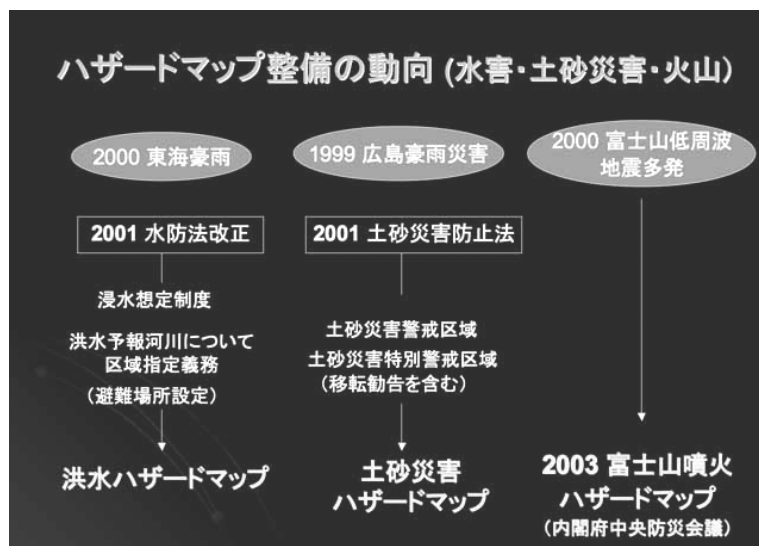 ハザードマップ整備の動向 (水害・土砂災害・火山)
2000 東海豪雨
2001 水防法改正
浸水想定制度
洪水予報河川について
区域指定義務
(避難場所設定)
洪水ハザードマップ
1999 広島豪雨災害
2001 土砂災害防止法
土砂災害警戒区域
土砂災害特別警戒区域
(移転勧告を含む)
土砂災害
ハザードマップ
2000 富士山低周波
地震多発
2003 富士山噴火
ハザードマップ
(内閣府中央防災会議)